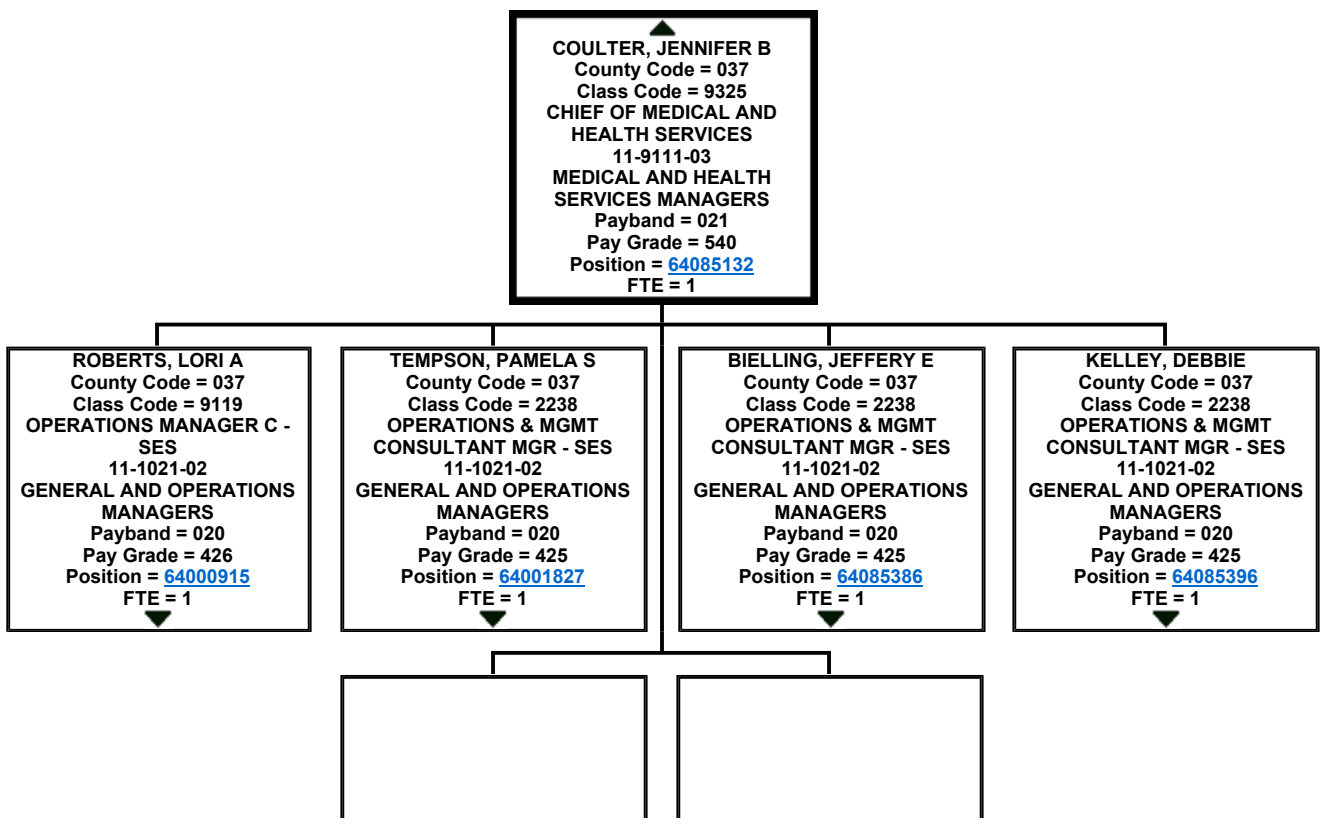 COULTER, JENNIFER B
County Code = 037
Class Code = 9325
CHIEF OF MEDICAL AND
HEALTH SERVICES
11-9111-03
MEDICAL AND HEALTH
SERVICES MANAGERS
Payband = 021
Pay Grade = 540
Position = 64085132
FTE = 1
ROBERTS, LORI A
County Code = 037
Class Code = 9119
OPERATIONS MANAGER C -
SES
11-1021-02
GENERAL AND OPERATIONS
MANAGERS
Payband = 020
Pay Grade = 426
Position = 64000915
FTE = 1
TEMPSON, PAMELA S
County Code = 037
Class Code = 2238
OPERATIONS & MGMT
CONSULTANT MGR - SES
11-1021-02
GENERAL AND OPERATIONS
MANAGERS
Payband = 020
Pay Grade = 425
Position = 64001827
FTE = 1
BIELLING, JEFFERY E
County Code = 037
Class Code = 2238
OPERATIONS & MGMT
CONSULTANT MGR - SES
11-1021-02
GENERAL AND OPERATIONS
MANAGERS
Payband = 020
Pay Grade = 425
Position = 64085386
FTE = 1
KELLEY, DEBBIE
County Code = 037
Class Code = 2238
OPERATIONS & MGMT
CONSULTANT MGR - SES
11-1021-02
GENERAL AND OPERATIONS
MANAGERS
Payband = 020
Pay Grade = 425
Position = 64085396
FTE = 1